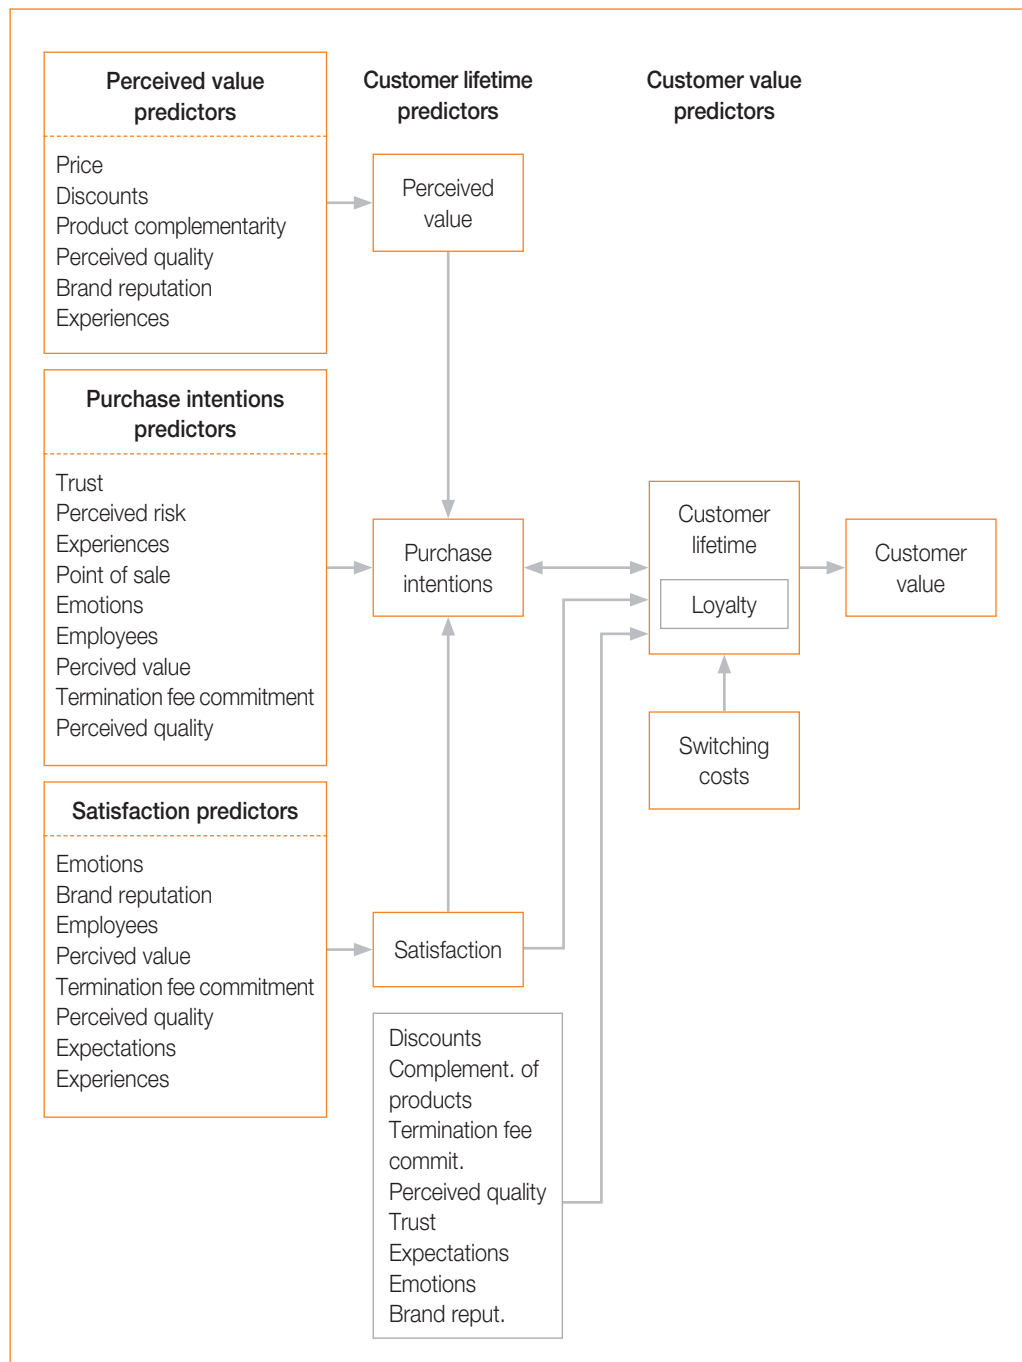 Perceived value
predictors
Price
Discounts
Product complementarity
Perceived quality
Brand reputation
Experiences
Purchase intentions
predictors
Trust
Perceived risk
Experiences
Point of sale
Emotions
Employees
Percived value
Termination fee commitment
Perceived quality
Satisfaction predictors
Emotions
Brand reputation
Employees
Percived value
Termination fee commitment
Perceived quality
Expectations
Experiences
Customer lifetime
predictors
Perceived
value
Purchase
intentions
Satisfaction
Discounts
Complement. of
products
Termination fee
commit.
Perceived quality
Trust
Expectations
Emotions
Brand reput.
Customer value
predictors
Customer
lifetime
Loyalty
Switching
costs
Customer
value